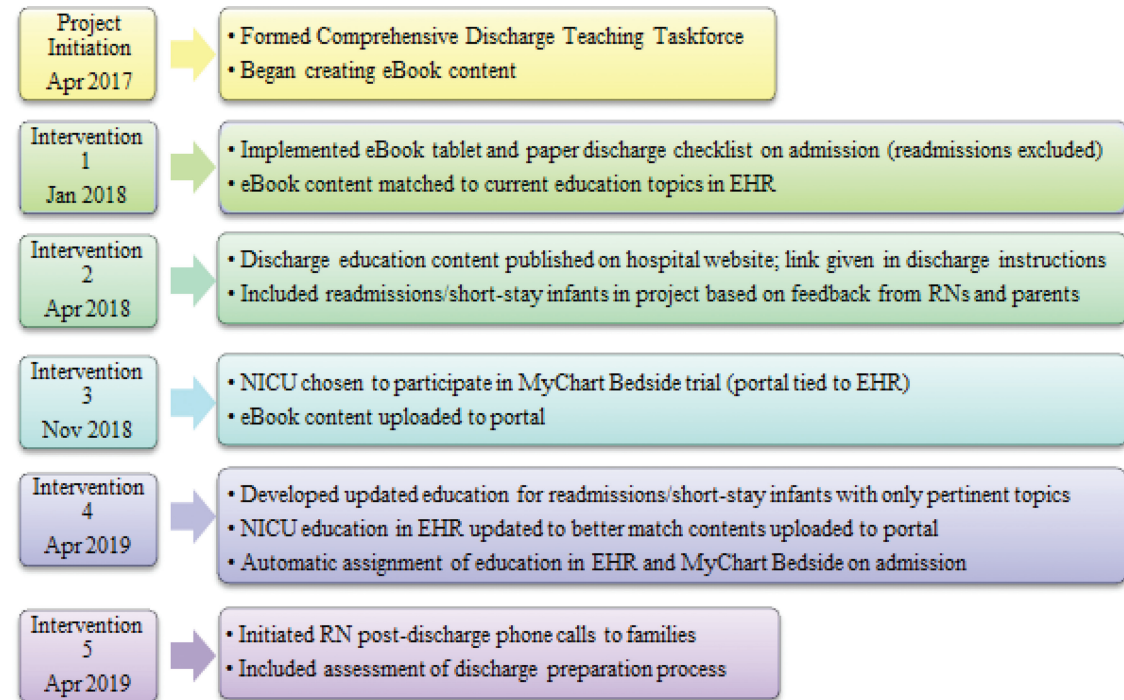 Project
Initiation
Apr 2017
• Formed Comprehensive Discharge Teaching Taskforce
• Began creating eBook content
Intervention
1
Jan 2018
• Implemented eBook tablet and paper discharge checklist on admission (readmissions excluded)
• eBook content matched to current education topics in EHR
Intervention
2
Apr 2018
• Discharge education content published on hospital website; link given in discharge instructions
• Included readmissions/short-stay infants in project based on feedback from RNs and parents
Intervention
3
Nov 2018
• NICU chosen to participate in MyChart Bedside trial (portal tied to EHR)
• eBook content uploaded to portal
Intervention
4
Apr 2019
• Developed updated education for readmissions/short-stay infants with only pertinent topics
• NICU education in EHR updated to better match contents uploaded to portal
• Automatic assignment of education in EHR and MyChart Bedside on admission
Intervention
5
Apr 2019
• Initiated RN post-discharge phone calls to families
• Included assessment of discharge preparation process